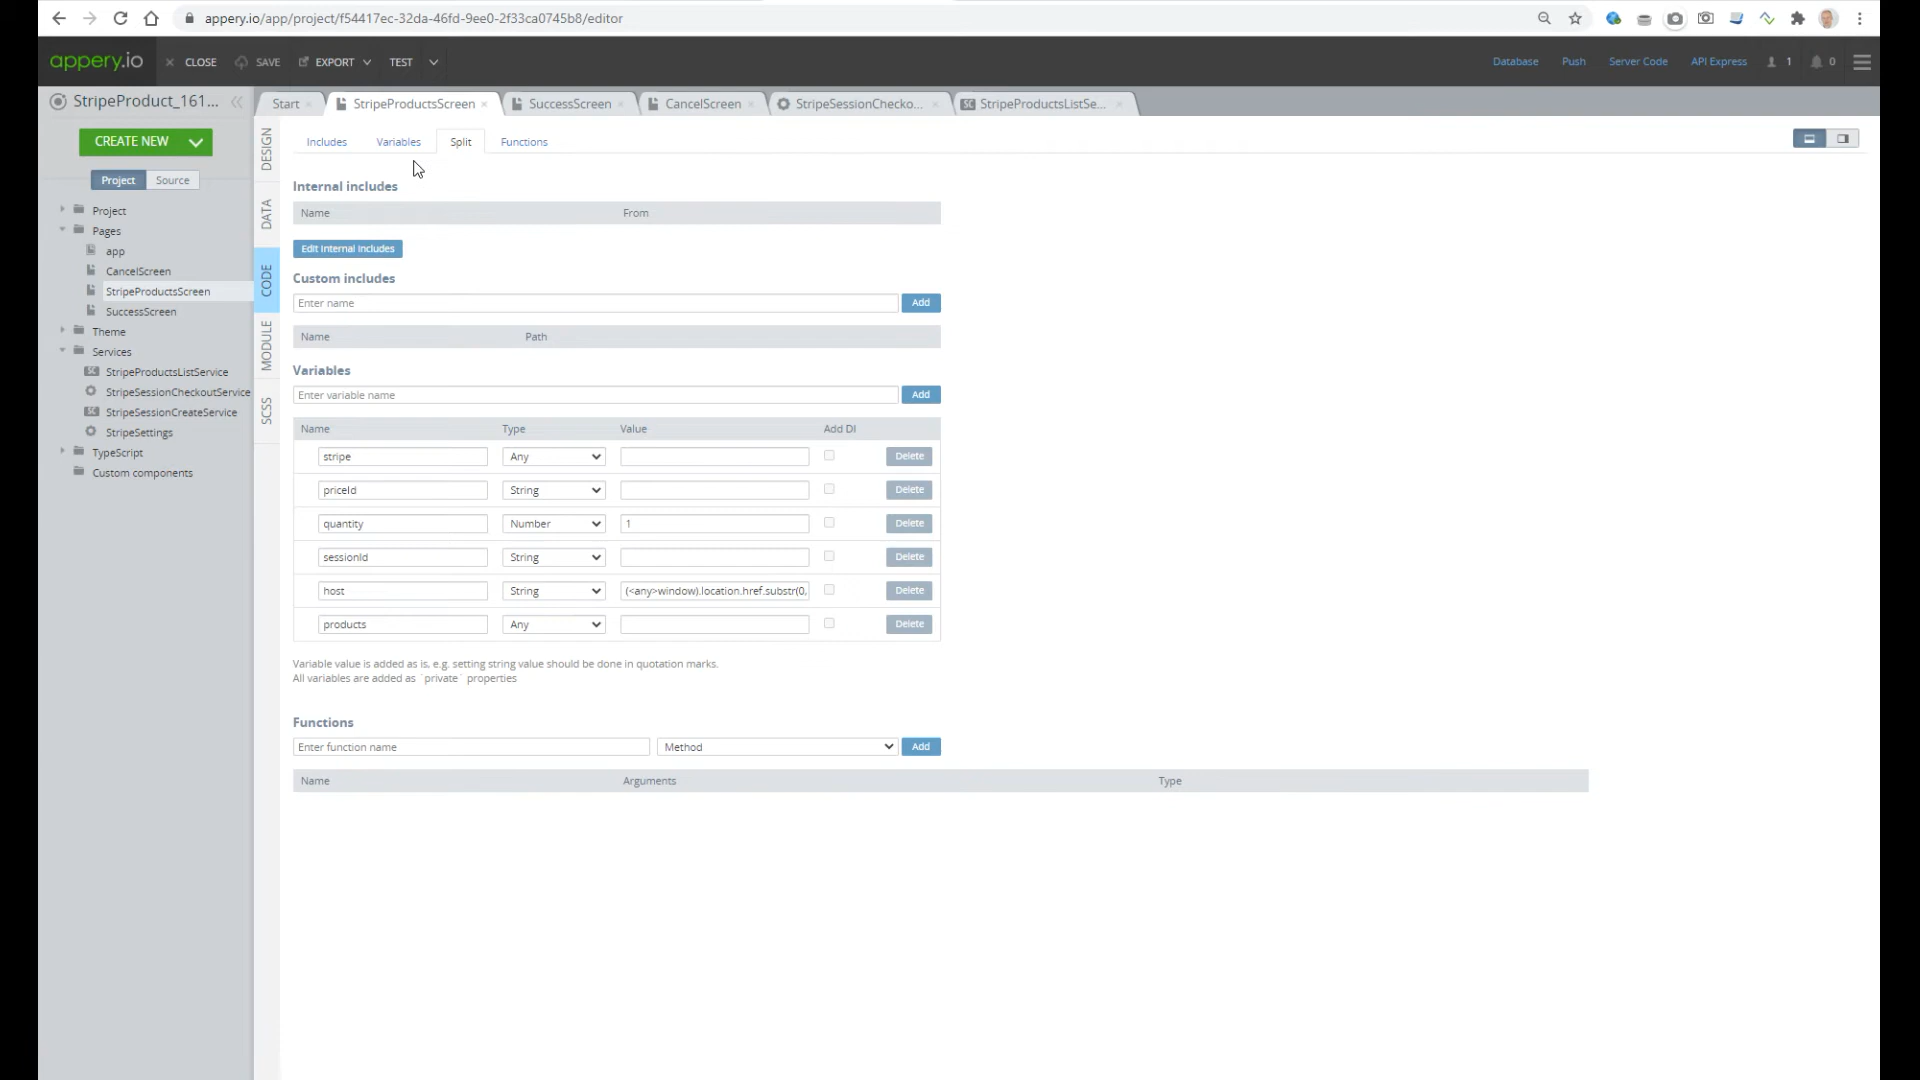 appery.io/app/project/f54417ec-32da-46fd-9ee0-2f33ca0745b8/editor
appery.io
CLOSE
SAVE
EXPORT
TEST
Database
Push
Server Code
API Express
1
0
StripeProduct_161...
Start
StripeProductsScreen
SuccessScreen
CancelScreen
StripeSessionChecko...
StripeProductsListSe...
CREATE NEW
Project
Source
Project
Pages
app
CancelScreen
StripeProductsScreen
SuccessScreen
Theme
Services
StripeProductsListService
StripeSessionCheckoutService
StripeSessionCreateService
StripeSettings
TypeScript
Custom components
DESIGN
DATA
CODE
MODULE
SCSS
Includes
Variables
Split
Functions
Internal includes
Name From
Edit internal includes
Custom includes
Enter name Add
Name Path
Variables
Enter variable name Add
Name Type Value Add DI
stripe Any Delete
priceId String Delete
quantity Number 1 Delete
sessionId String Delete
host String (<any>window).location.href.substr(0, Delete
products Any Delete
Variable value is added as is, e.g. setting string value should be done in quotation marks.
All variables are added as `private` properties
Functions
Enter function name Method Add
Name Arguments Type